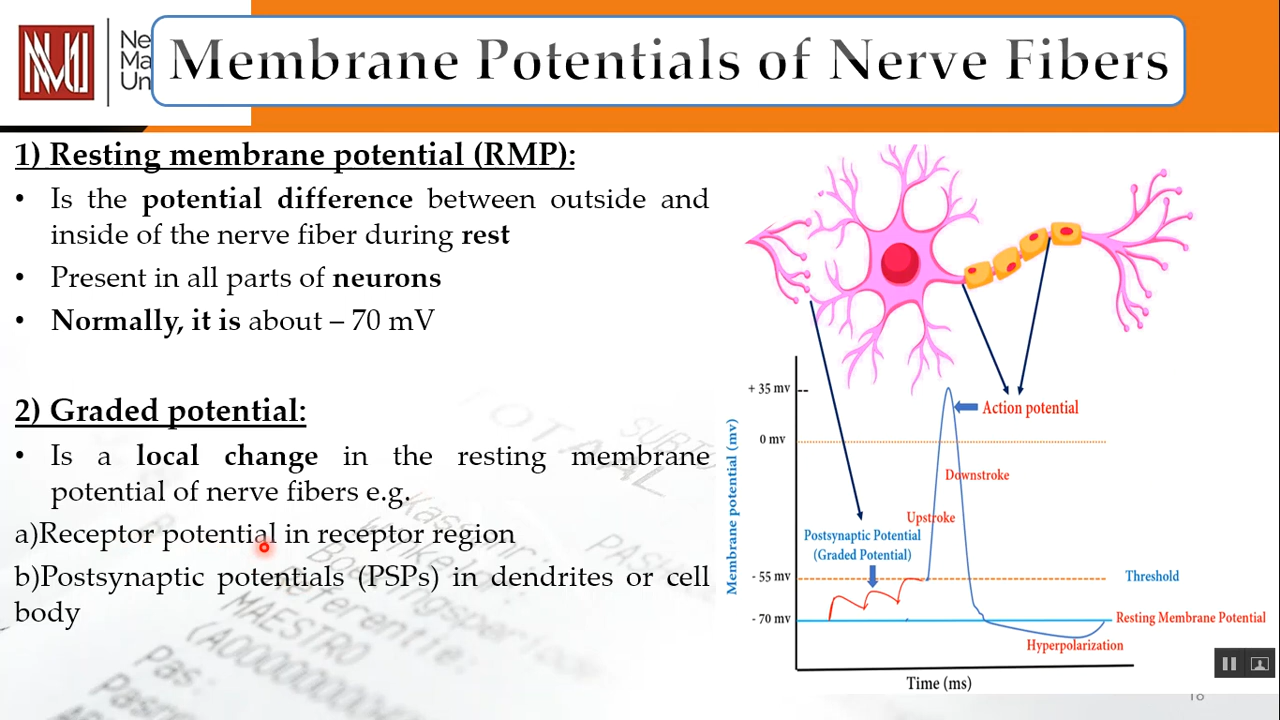 Ne
Ma
Un
Membrane Potentials of Nerve Fibers
1) Resting membrane potential (RMP):
• Is the potential difference between outside and
inside of the nerve fiber during rest
• Present in all parts of neurons
• Normally, it is about – 70 mV
2) Graded potential:
• Is a local change in the resting membrane
potential of nerve fibers e.g.
a)Receptor potential in receptor region
b)Postsynaptic potentials (PSPs) in dendrites or cell
body
Membrane potential (mv)
+ 35 mv
Action potential
0 mv
Downstroke
Upstroke
Postsynaptic Potential
(Graded Potential)
- 55 mv
Threshold
- 70 mv
Resting Membrane Potential
Hyperpolarization
Time (ms)